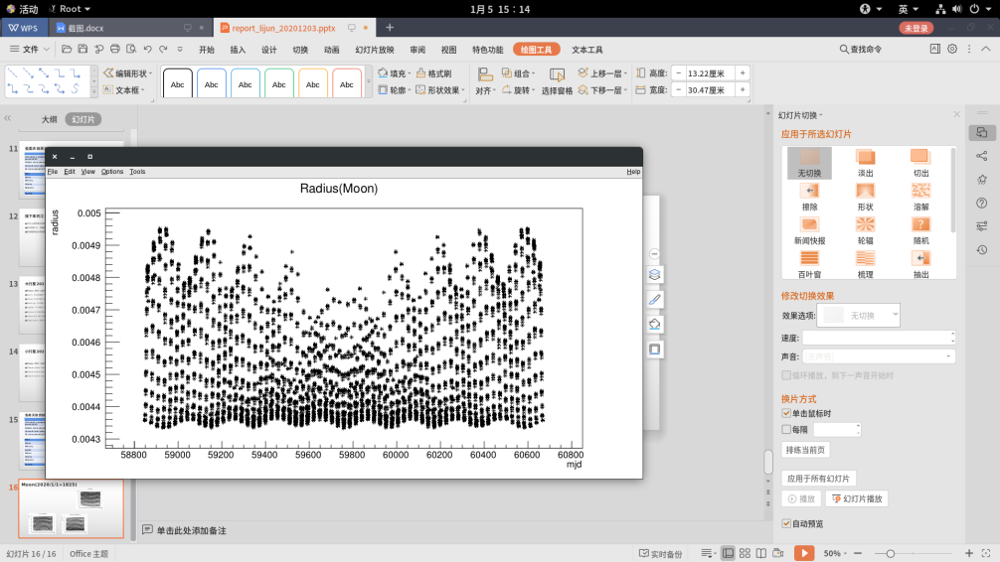 活动
Root
1月 5 15：14
英
WPS
截图.docx
report_lijun_20201203.pptx
未登录
文件
开始
插入
设计
切换
动画
幻灯片放映
审阅
视图
特色功能
绘图工具
文本工具
查找命令
编辑形状
文本框
Abc
Abc
Abc
Abc
Abc
Abc
填充
格式刷
轮廓
形状效果
对齐
组合
旋转
选择窗格
上移一层
下移一层
高度:
13.22厘米
宽度:
30.47厘米
大纲
幻灯片
11
12
13
14
15
16
Moon(2020/1/1+1825)
File
Edit
View
Options
Tools
Help
Radius(Moon)
radius
0.005
0.0049
0.0048
0.0047
0.0046
0.0045
0.0044
0.0043
58800
59000
59200
59400
59600
59800
60000
60200
60400
60600
60800
mjd
单击此处添加备注
幻灯片切换
应用于所选幻灯片
无切换
淡出
切出
擦除
形状
溶解
新闻快报
轮辐
随机
百叶窗
梳理
抽出
修改切换效果
效果选项:
无切换
速度:
声音:
[无声音]
循环播放，到下一声音开始时
换片方式
单击鼠标时
每隔
排练当前页
应用于所有幻灯片
播放
幻灯片播放
自动预览
幻灯片 16 / 16
Office 主题
实时备份
50%